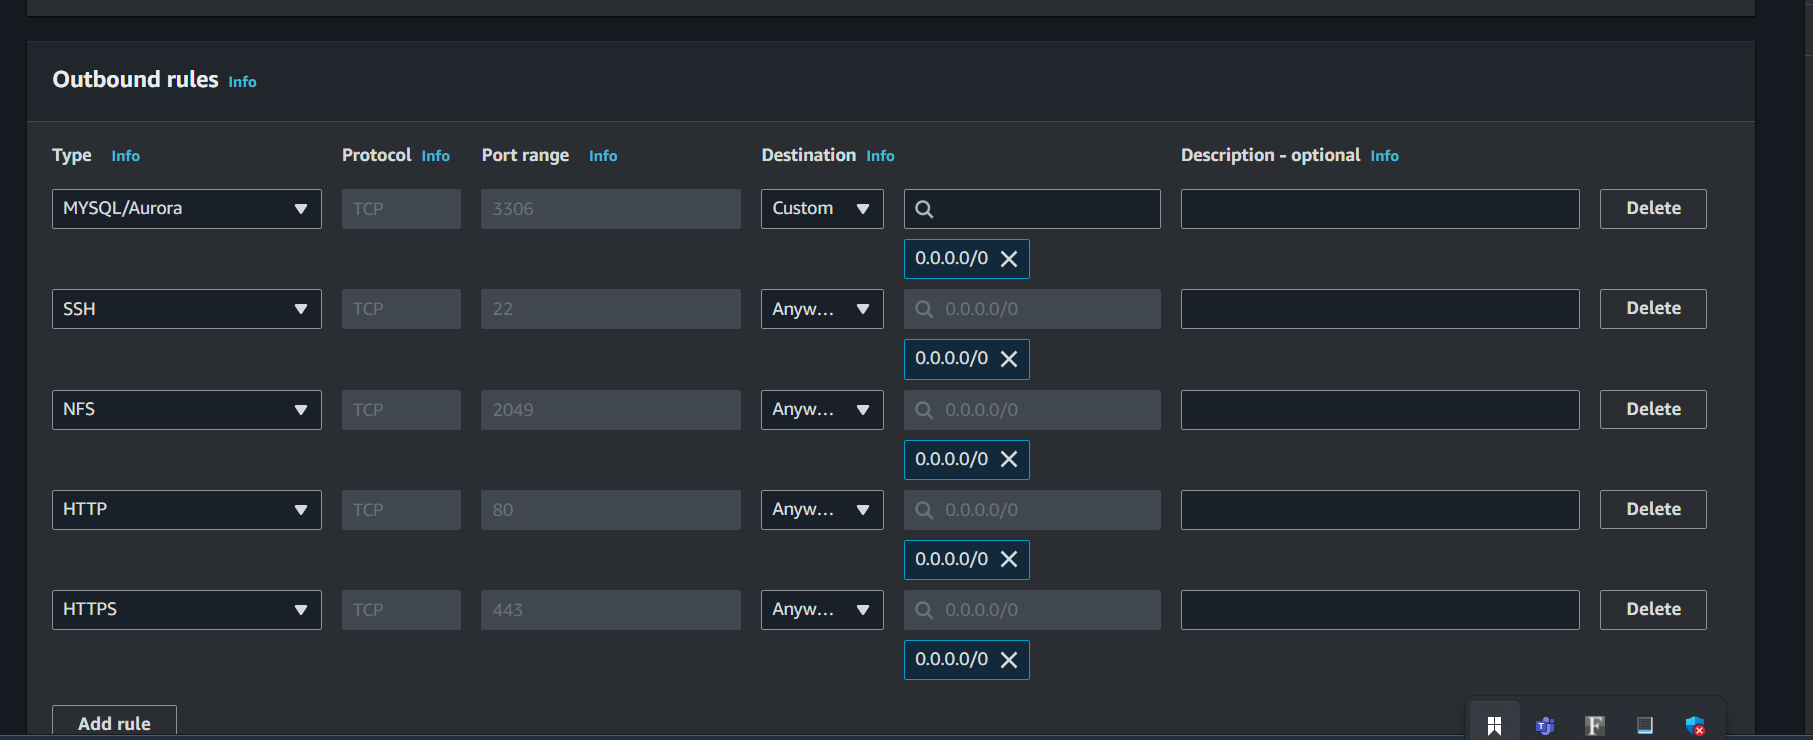 Outbound rules Info
Type Info Protocol Info Port range Info Destination Info Description - optional Info
MYSQL/Aurora TCP 3306 Custom Delete
0.0.0.0/0
SSH TCP 22 Anyw... 0.0.0.0/0 Delete
0.0.0.0/0
NFS TCP 2049 Anyw... 0.0.0.0/0 Delete
0.0.0.0/0
HTTP TCP 80 Anyw... 0.0.0.0/0 Delete
0.0.0.0/0
HTTPS TCP 443 Anyw... 0.0.0.0/0 Delete
0.0.0.0/0
Add rule